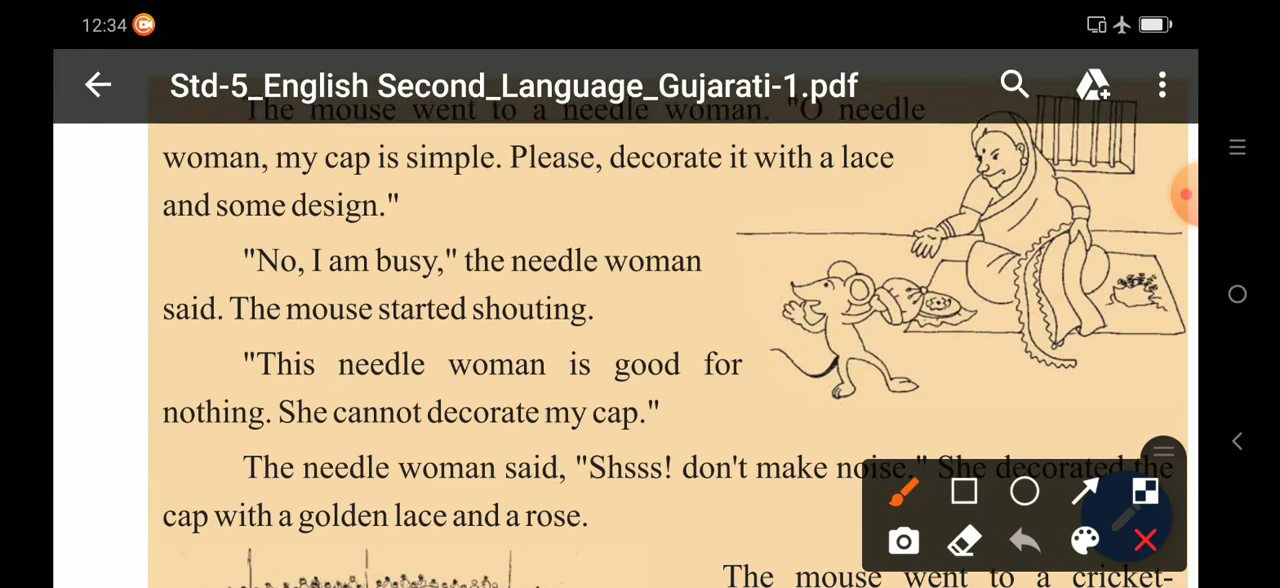 12:34
Std-5_English Second_Language_Gujarati-1.pdf
The mouse went to a needle woman. "O needle
woman, my cap is simple. Please, decorate it with a lace
and some design."
"No, I am busy," the needle woman
said. The mouse started shouting.
"This needle woman is good for
nothing. She cannot decorate my cap."
The needle woman said, "Shsss! don't make noise." She decorated the
cap with a golden lace and a rose.
The mouse went to a cricket-